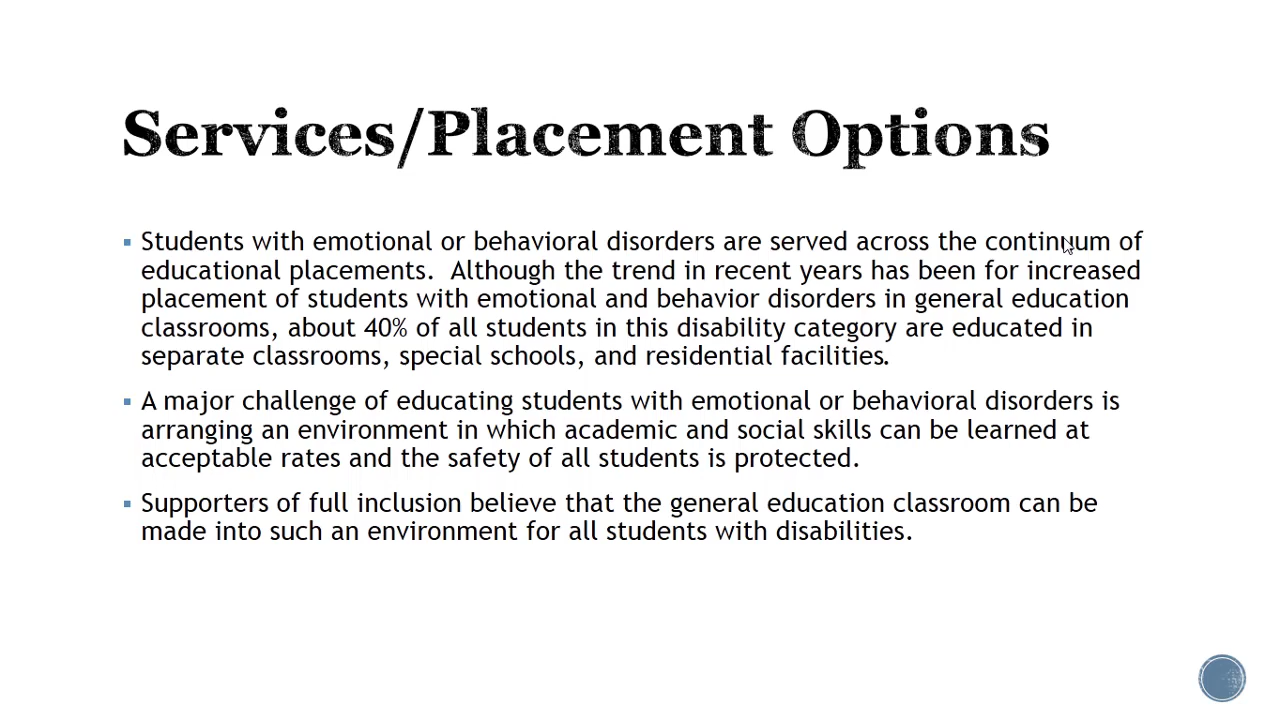 Services/Placement Options
Students with emotional or behavioral disorders are served across the continuum of
educational placements.  Although the trend in recent years has been for increased
placement of students with emotional and behavior disorders in general education
classrooms, about 40% of all students in this disability category are educated in
separate classrooms, special schools, and residential facilities.
A major challenge of educating students with emotional or behavioral disorders is
arranging an environment in which academic and social skills can be learned at
acceptable rates and the safety of all students is protected.
Supporters of full inclusion believe that the general education classroom can be
made into such an environment for all students with disabilities.